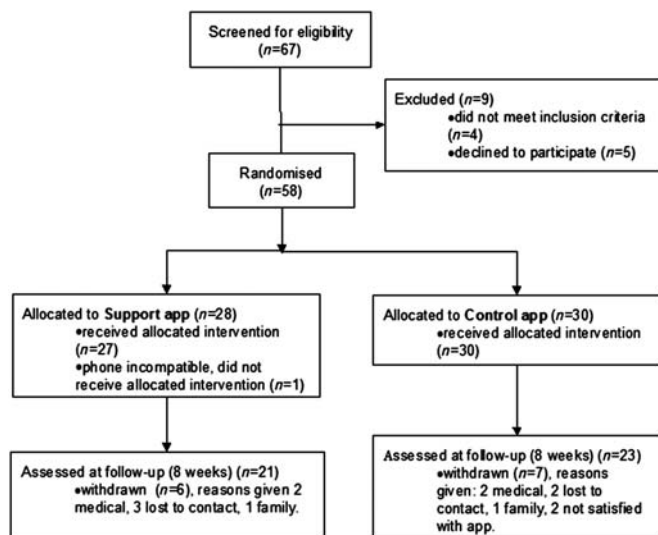 Screened for eligibility
(n=67)
Excluded (n=9)
•did not meet inclusion criteria
(n=4)
•declined to participate (n=5)
Randomised
(n=58)
Allocated to Support app (n=28)
•received allocated intervention
(n=27)
•phone incompatible, did not
receive allocated intervention (n=1)
Allocated to Control app (n=30)
•received allocated intervention
(n=30)
Assessed at follow-up (8 weeks) (n=21)
•withdrawn (n=6), reasons given 2
medical, 3 lost to contact, 1 family.
Assessed at follow-up (8 weeks) (n=23)
•withdrawn (n=7), reasons
given: 2 medical, 2 lost to
contact, 1 family, 2 not satisfied
with app.